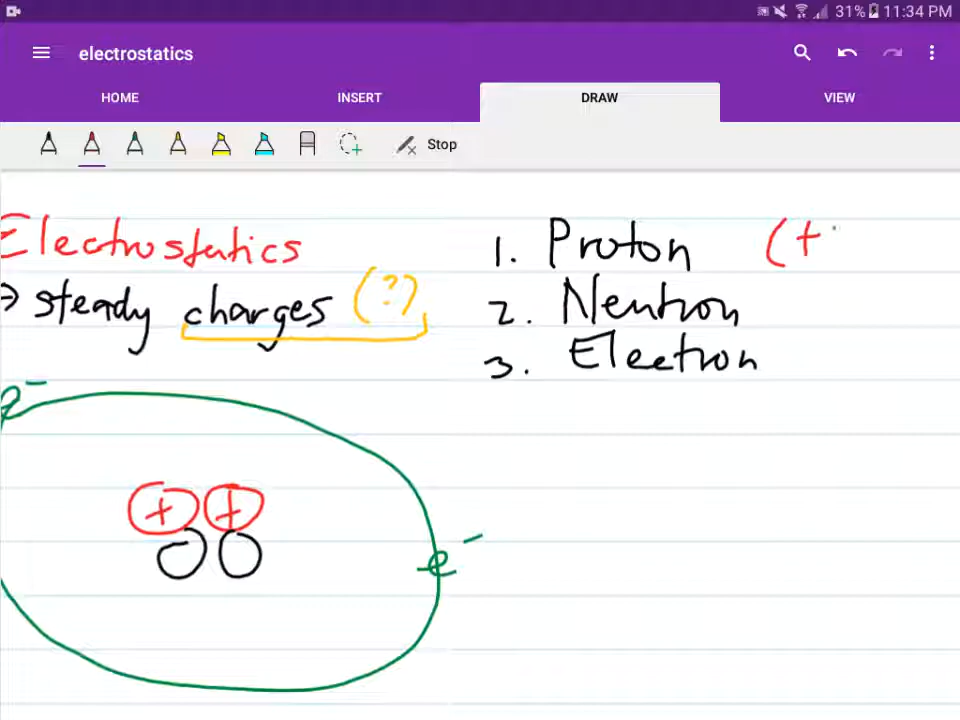 31% 11:34 PM
electrostatics
HOME INSERT DRAW VIEW
Stop
Electrostatics
⇒ steady charges (?)
1. Proton (+
2. Neutron
3. Electron
e⁻
+ +
e⁻